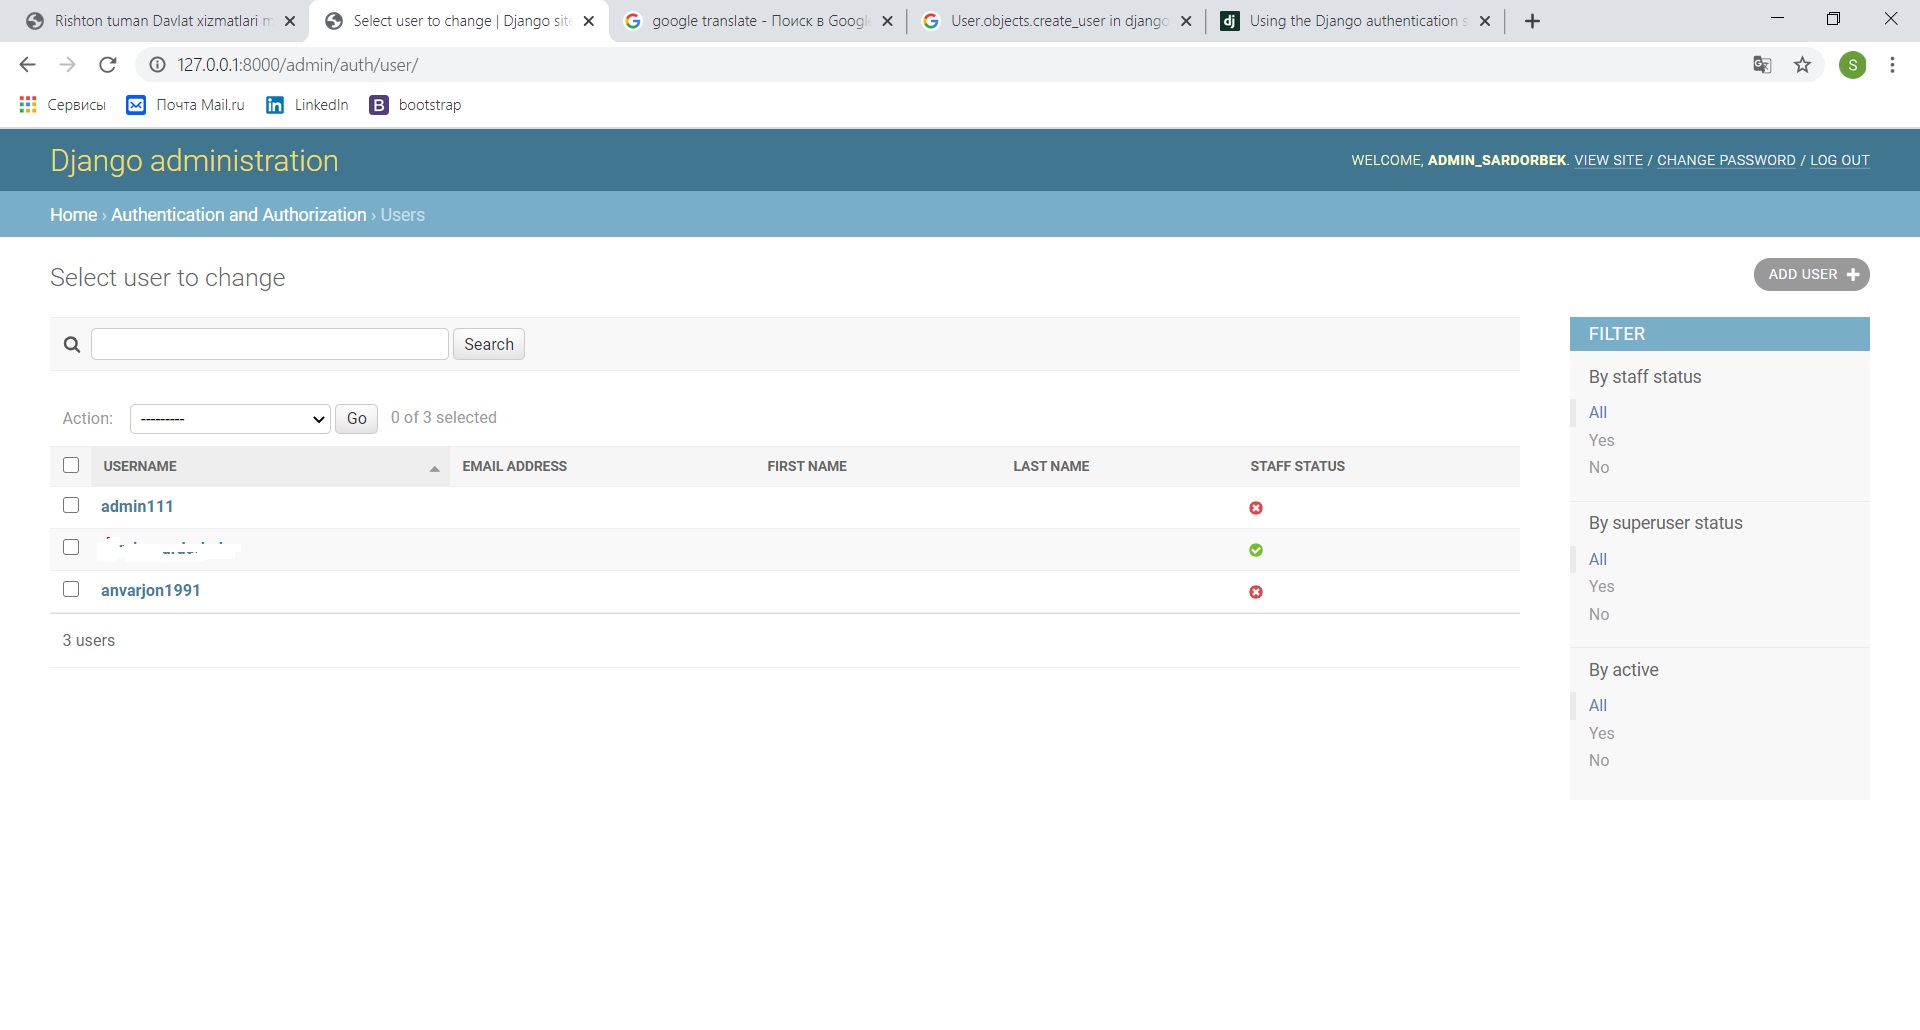 Rishton tuman Davlat xizmatlari
Select user to change | Django
google translate - Поиск в
User.objects.create_user in django
Using the Django authentication
127.0.0.1:8000/admin/auth/user/
S
Сервисы
Почта Mail.ru
in LinkedIn
B bootstrap
Django administration
WELCOME, ADMIN_SARDORBEK. VIEW SITE / CHANGE PASSWORD / LOG OUT
Home › Authentication and Authorization › Users
Select user to change
ADD USER
Search
Action: --------- Go 0 of 3 selected
USERNAME EMAIL ADDRESS FIRST NAME LAST NAME STAFF STATUS
admin111
anvarjon1991
3 users
FILTER
By staff status
All
Yes
No
By superuser status
All
Yes
No
By active
All
Yes
No